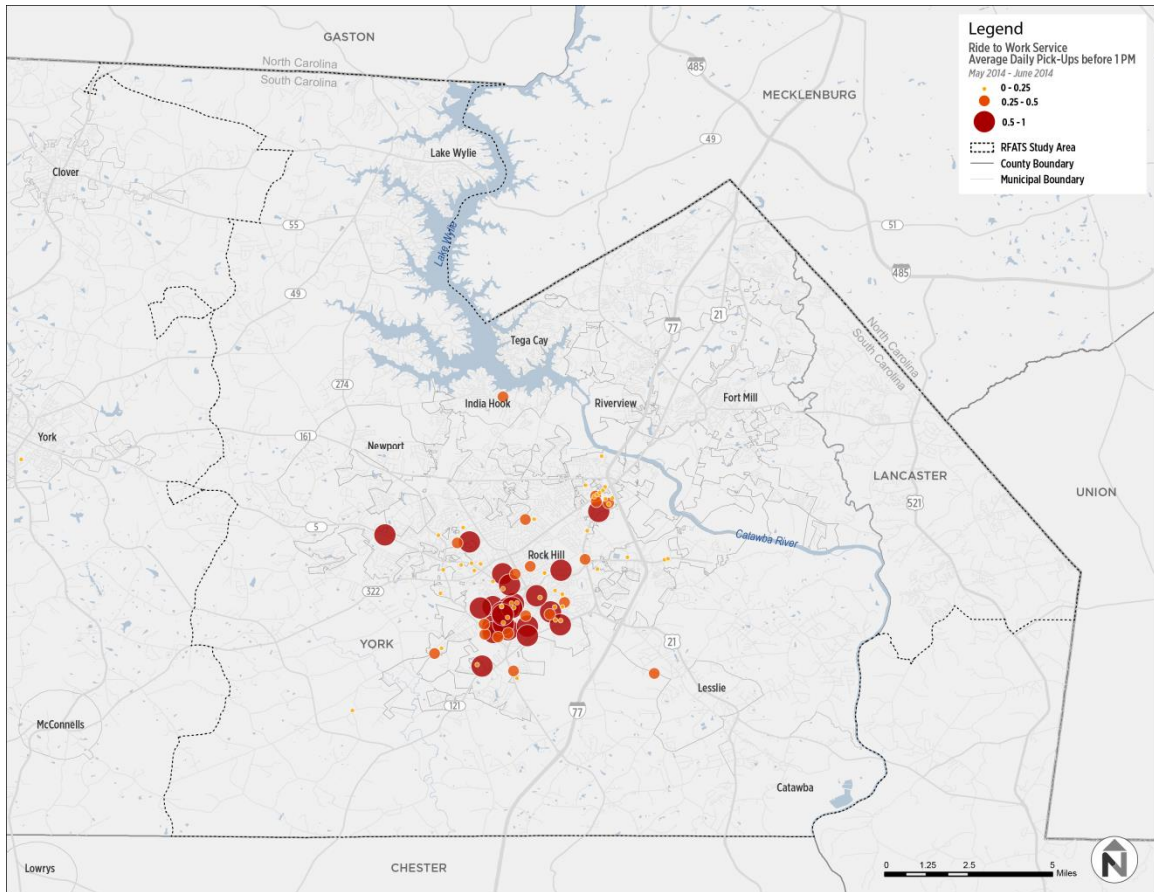 GASTON
North Carolina
South Carolina
Legend
Ride to Work Service
Average Daily Pick-Ups before 1 PM
May 2014 - June 2014
0 - 0.25
0.25 - 0.5
0.5 - 1
RFATS Study Area
County Boundary
Municipal Boundary
485
MECKLENBURG
49
Lake Wylie
Clover
55
51
Lake Wylie
485
49
21
77
North Carolina
South Carolina
Tega Cay
274
India Hook
Riverview
Fort Mill
York
161
Newport
LANCASTER
UNION
521
5
Catawba River
Rock Hill
322
YORK
21
Lesslie
121
77
McConnells
Catawba
Lowrys
CHESTER
0 1.25 2.5 5
Miles
N